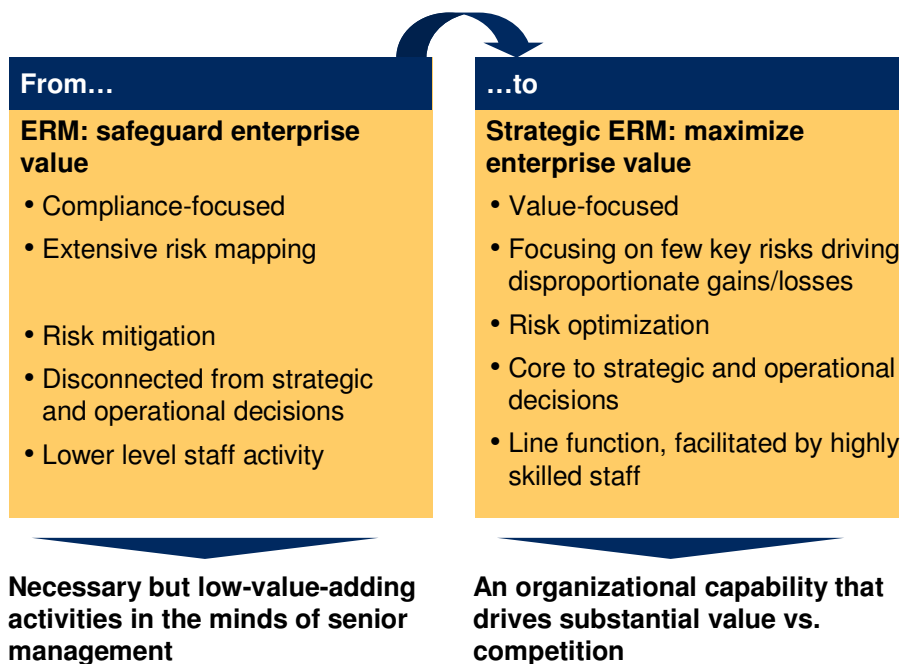 From…
ERM: safeguard enterprise
value
• Compliance-focused
• Extensive risk mapping
• Risk mitigation
• Disconnected from strategic
and operational decisions
• Lower level staff activity
Necessary but low-value-adding
activities in the minds of senior
management
…to
Strategic ERM: maximize
enterprise value
• Value-focused
• Focusing on few key risks driving
disproportionate gains/losses
• Risk optimization
• Core to strategic and operational
decisions
• Line function, facilitated by highly
skilled staff
An organizational capability that
drives substantial value vs.
competition